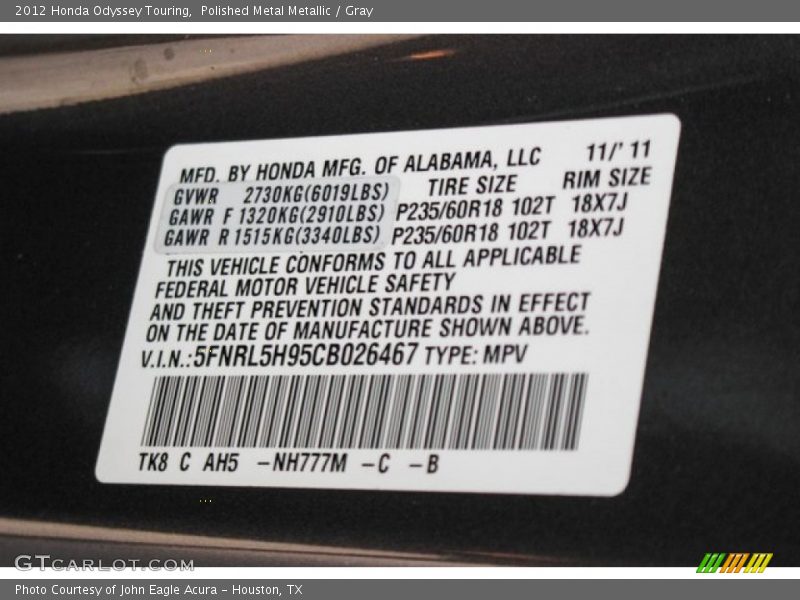 2012 Honda Odyssey Touring, Polished Metal Metallic / Gray
MFD. BY HONDA MFG. OF ALABAMA, LLC 11/' 11
GVWR 2730KG(6019LBS) TIRE SIZE RIM SIZE
GAWR F 1320KG(2910LBS) P235/60R18 102T 18X7J
GAWR R 1515KG(3340LBS) P235/60R18 102T 18X7J
THIS VEHICLE CONFORMS TO ALL APPLICABLE
FEDERAL MOTOR VEHICLE SAFETY
AND THEFT PREVENTION STANDARDS IN EFFECT
ON THE DATE OF MANUFACTURE SHOWN ABOVE.
V.I.N.:5FNRL5H95CB026467 TYPE: MPV
TK8 C AH5 -NH777M -C -B
GTCARLOT.COM
Photo Courtesy of John Eagle Acura - Houston, TX